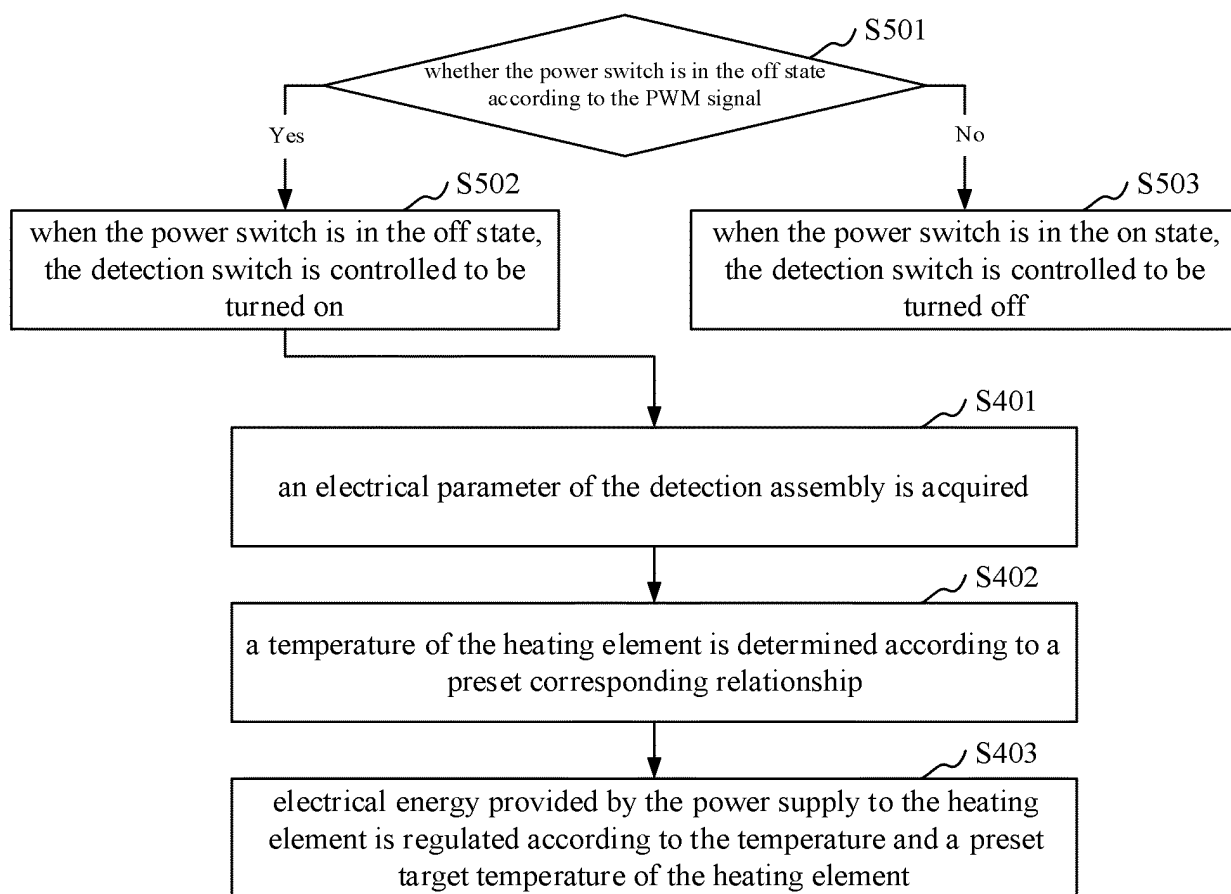 S501
whether the power switch is in the off state
according to the PWM signal
Yes
No
S502
when the power switch is in the off state,
the detection switch is controlled to be
turned on
S503
when the power switch is in the on state,
the detection switch is controlled to be
turned off
S401
an electrical parameter of the detection assembly is acquired
S402
a temperature of the heating element is determined according to a
preset corresponding relationship
S403
electrical energy provided by the power supply to the heating
element is regulated according to the temperature and a preset
target temperature of the heating element